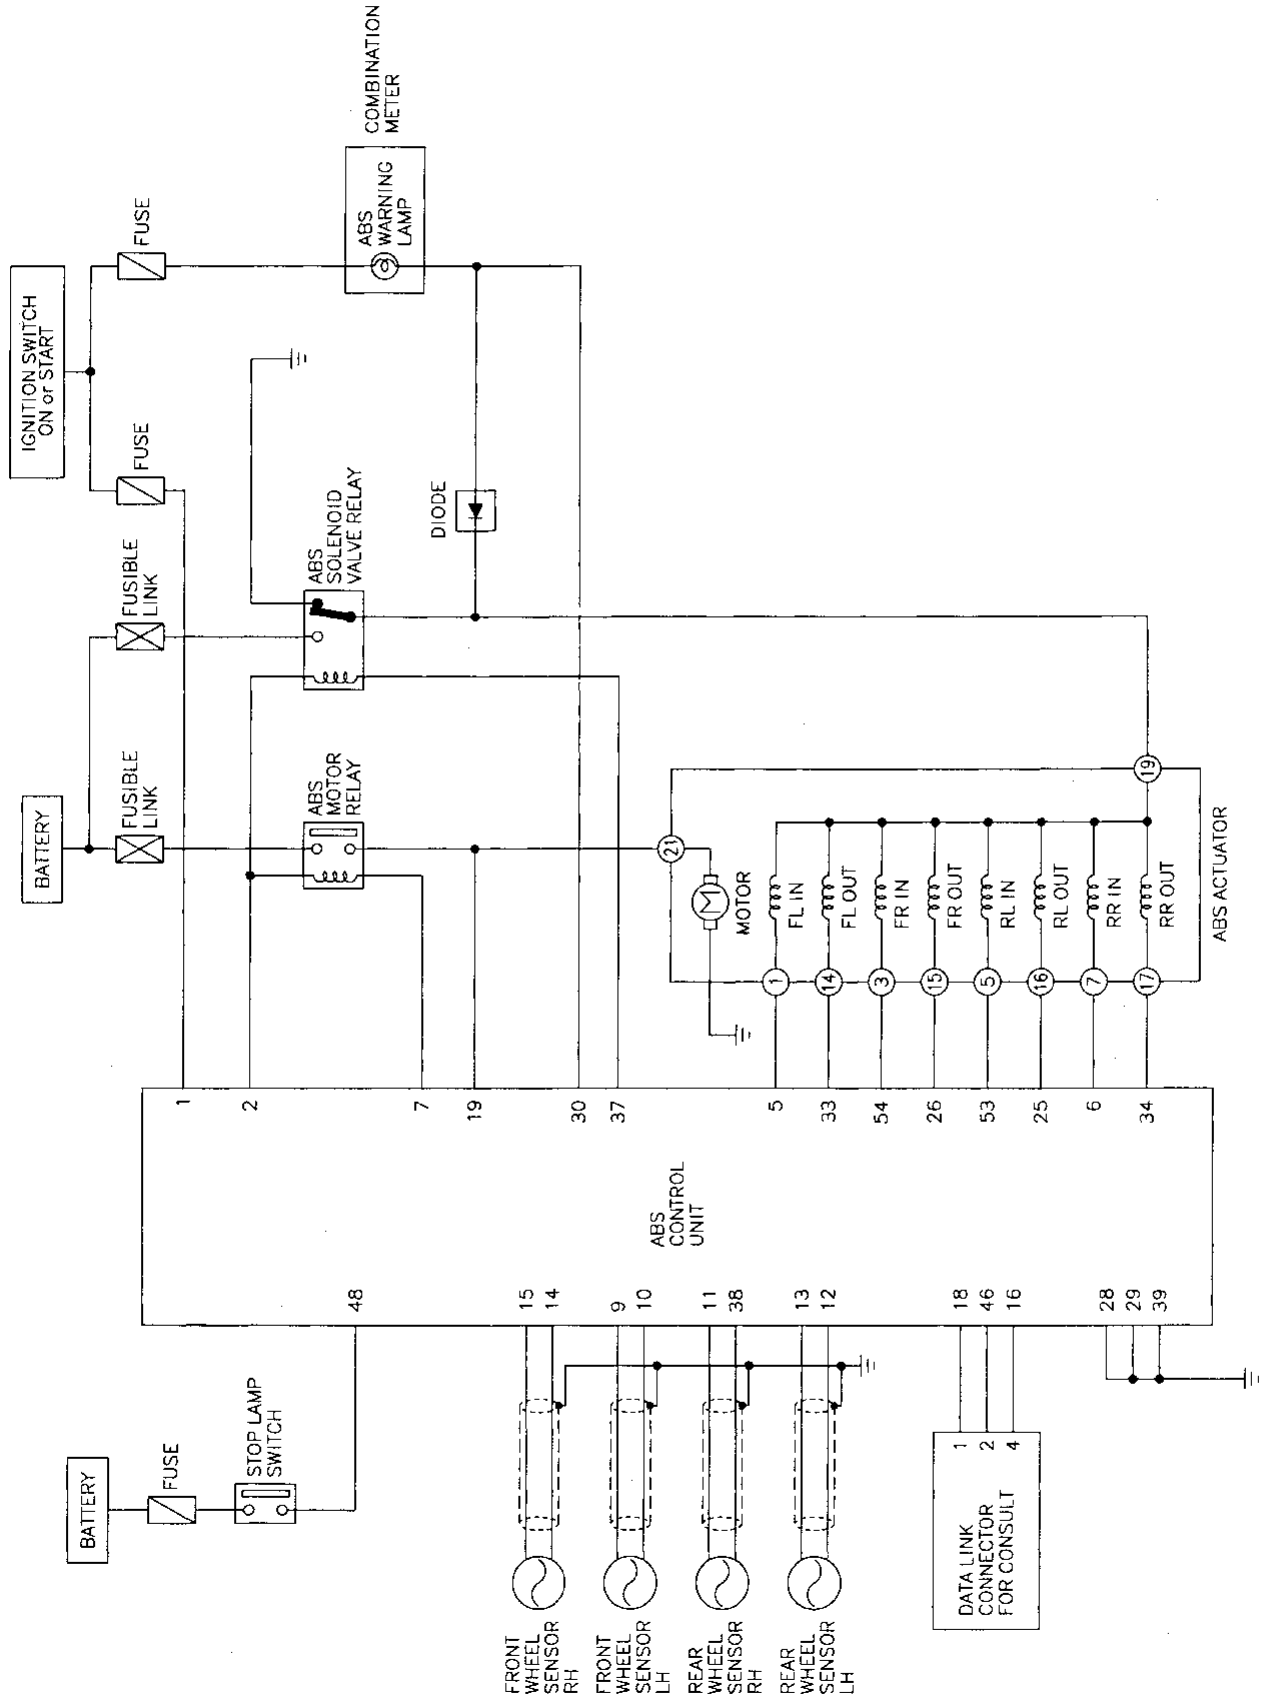 BATTERY
FUSIBLE
LINK
FUSIBLE
LINK
IGNITION SWITCH
ON or START
FUSE
FUSE
COMBINATION
METER
ABS
WARNING
LAMP
ABS
MOTOR
RELAY
ABS
SOLENOID
VALVE RELAY
DIODE
BATTERY
FUSE
STOP LAMP
SWITCH
48
1
2
7
19
30
37
5
33
54
26
53
25
6
34
ABS
CONTROL
UNIT
15
14
9
10
11
38
13
12
18
46
16
28
29
39
21
19
MOTOR
FL IN
FL OUT
FR IN
FR OUT
RL IN
RL OUT
RR IN
RR OUT
1
14
3
15
5
16
7
17
ABS ACTUATOR
FRONT
WHEEL
SENSOR
RH
FRONT
WHEEL
SENSOR
LH
REAR
WHEEL
SENSOR
RH
REAR
WHEEL
SENSOR
LH
1
2
4
DATA LINK
CONNECTOR
FOR CONSULT